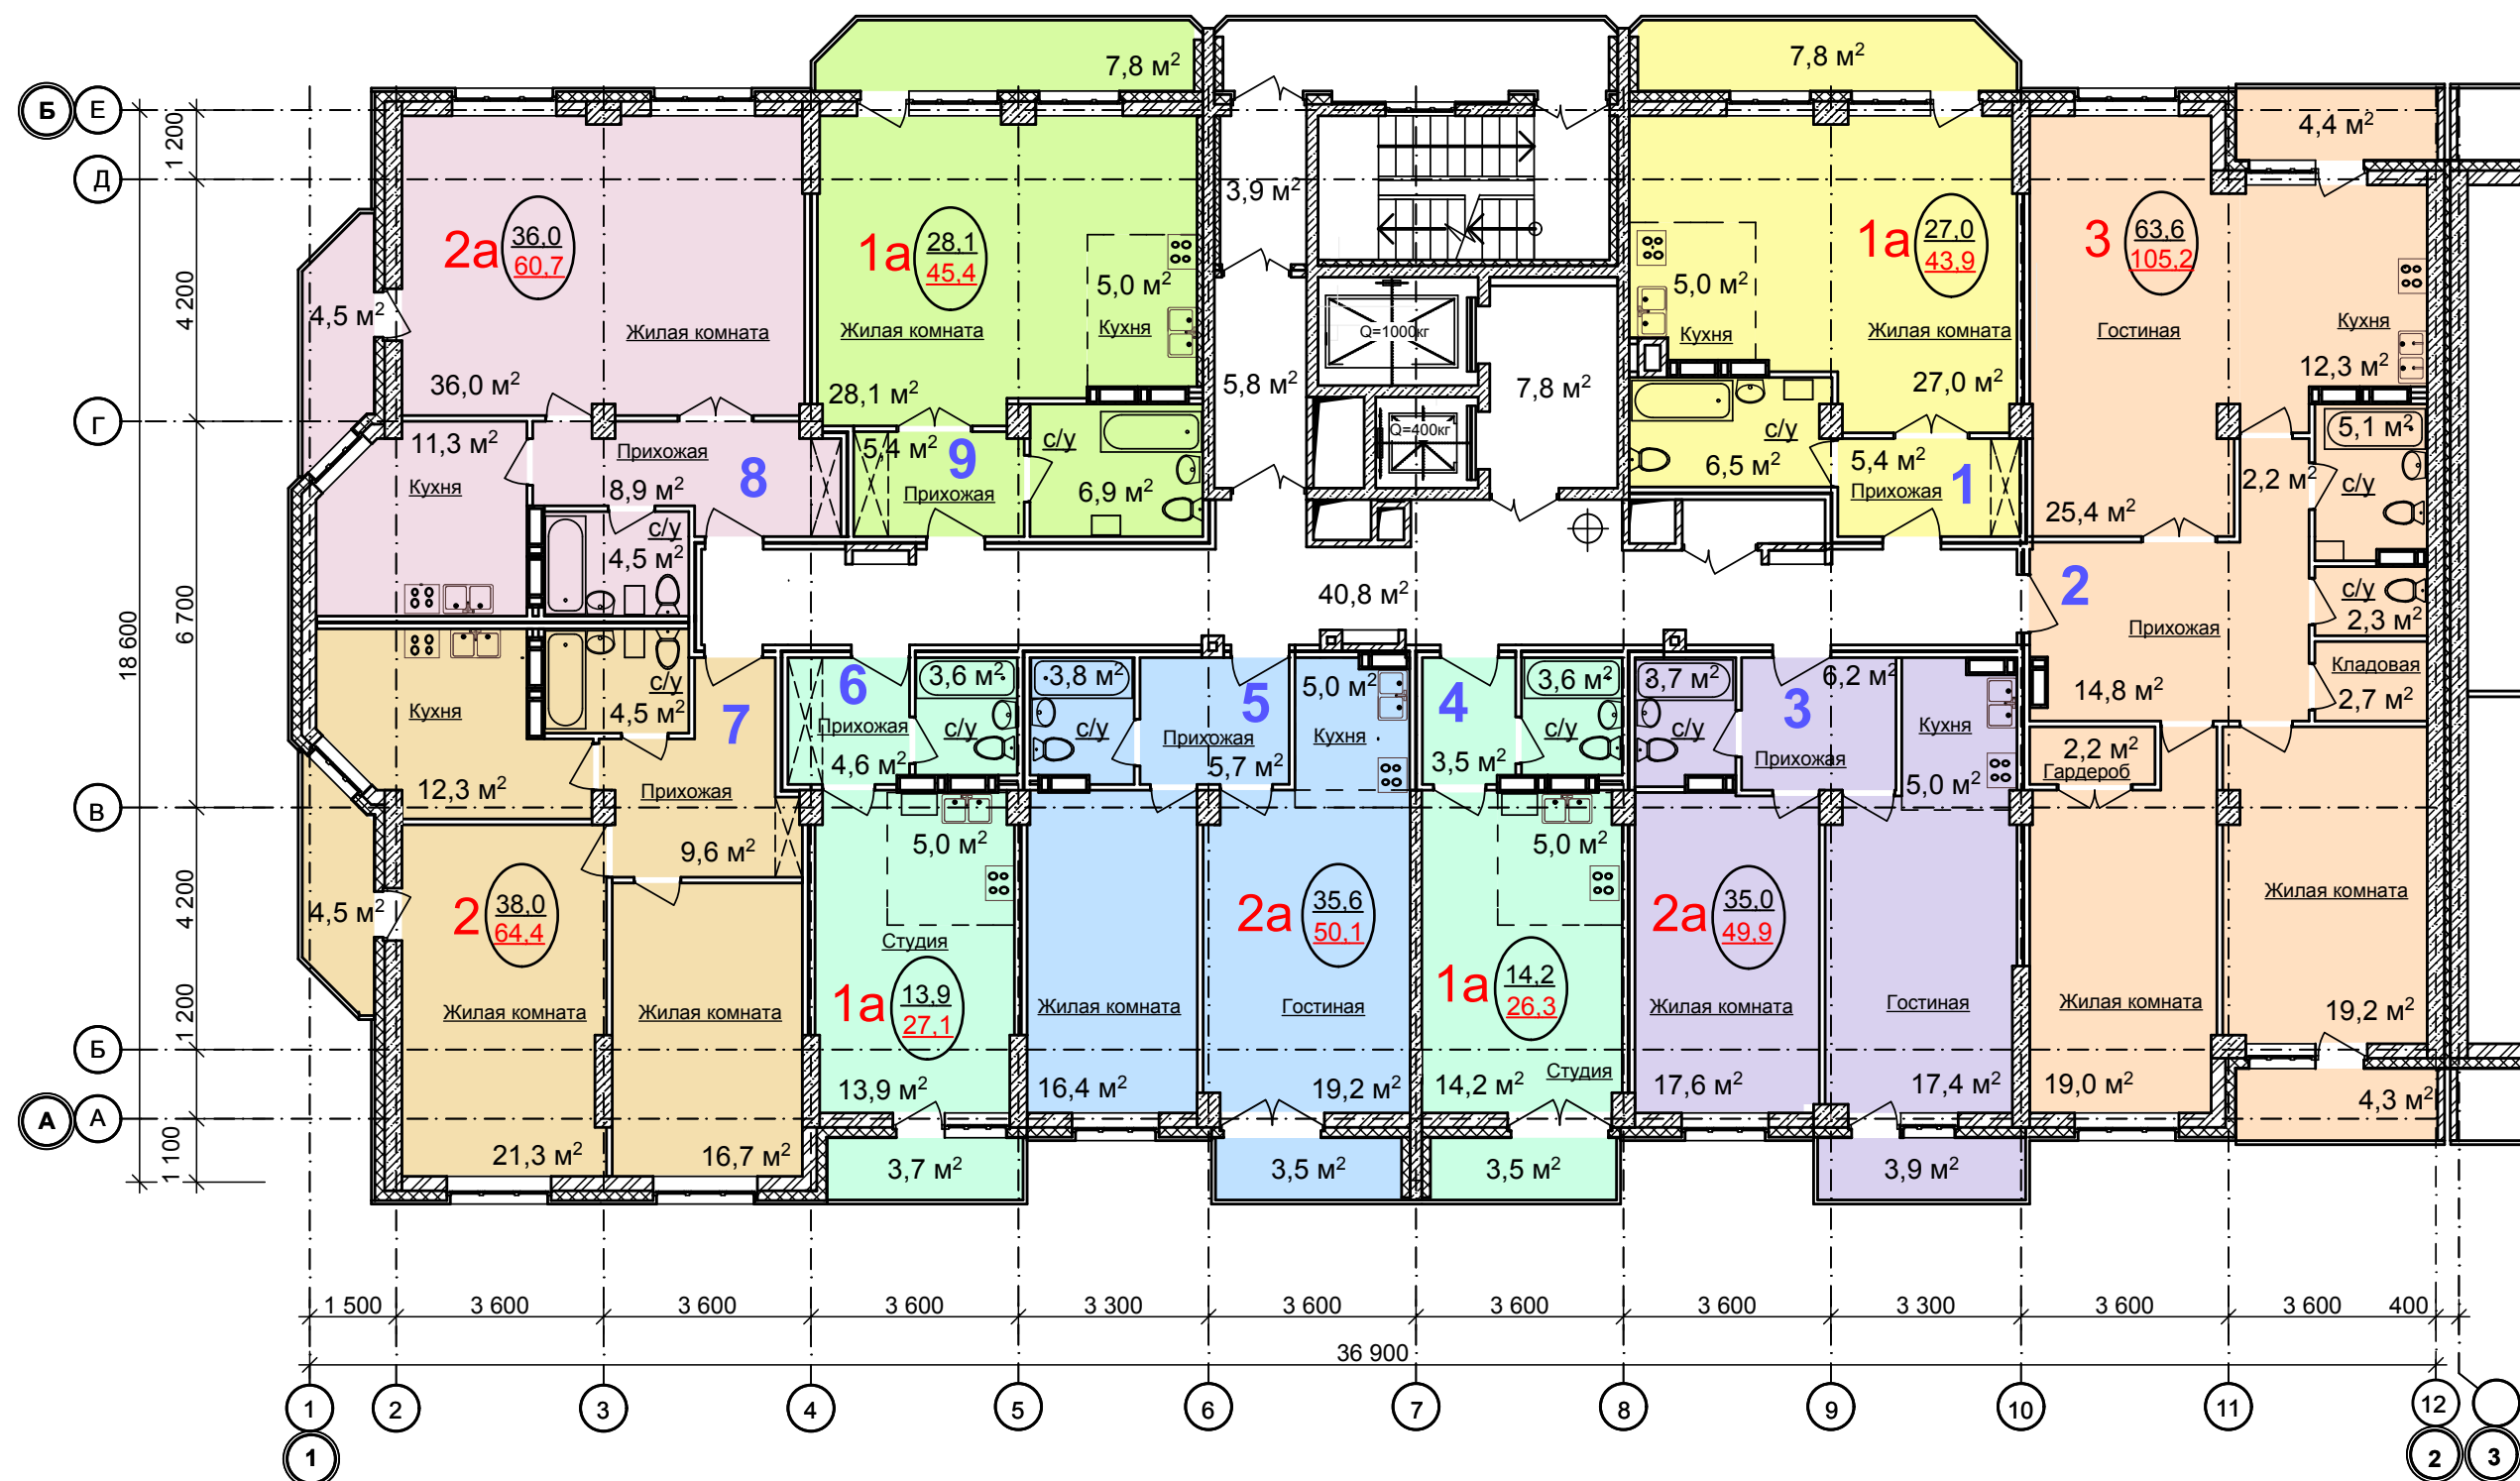 7,8 м²
7,8 м²
Б Е
1 200
4,4 м²
Д
3,9 м²
2а 36,0
60,7
1а 28,1
45,4
1а 27,0
43,9
3 63,6
105,2
4 200
4,5 м²
5,0 м²
5,0 м²
Жилая комната
Жилая комната
Кухня
Q=1000кг
Кухня
Жилая комната
Гостиная
Кухня
36,0 м²
28,1 м²
5,8 м²
7,8 м²
27,0 м²
12,3 м²
Г
11,3 м²
Прихожая
5,4 м²
9
с/у
Q=400кг
с/у
5,1 м²
Кухня
8,9 м²
8
Прихожая
6,9 м²
6,5 м²
5,4 м²
Прихожая
1
2,2 м²
с/у
25,4 м²
с/у
4,5 м²
18 600
6 700
40,8 м²
2
с/у
2,3 м²
Прихожая
Кухня
с/у
4,5 м²
7
6
3,6 м²
3,8 м²
5
5,0 м²
4
3,6 м²
3,7 м²
6,2 м²
3
14,8 м²
Кладовая
2,7 м²
Прихожая
4,6 м²
с/у
с/у
Прихожая
5,7 м²
Кухня
3,5 м²
с/у
с/у
Прихожая
Кухня
5,0 м²
2,2 м²
Гардероб
12,3 м²
Прихожая
В
9,6 м²
5,0 м²
5,0 м²
4 200
4,5 м²
2 38,0
64,4
Студия
2а 35,6
50,1
2а 35,0
49,9
Жилая комната
1 200
Жилая комната
Жилая комната
1а 13,9
27,1
Жилая комната
Гостиная
1а 14,2
26,3
Жилая комната
Гостиная
Жилая комната
19,2 м²
Б
13,9 м²
16,4 м²
19,2 м²
14,2 м²
Студия
17,6 м²
17,4 м²
19,0 м²
4,3 м²
А А
1 100
21,3 м²
16,7 м²
3,7 м²
3,5 м²
3,5 м²
3,9 м²
1 500 3 600 3 600 3 600 3 300 3 600 3 600 3 600 3 300 3 600 3 600 400
36 900
1 2 3 4 5 6 7 8 9 10 11 12
1 2 3